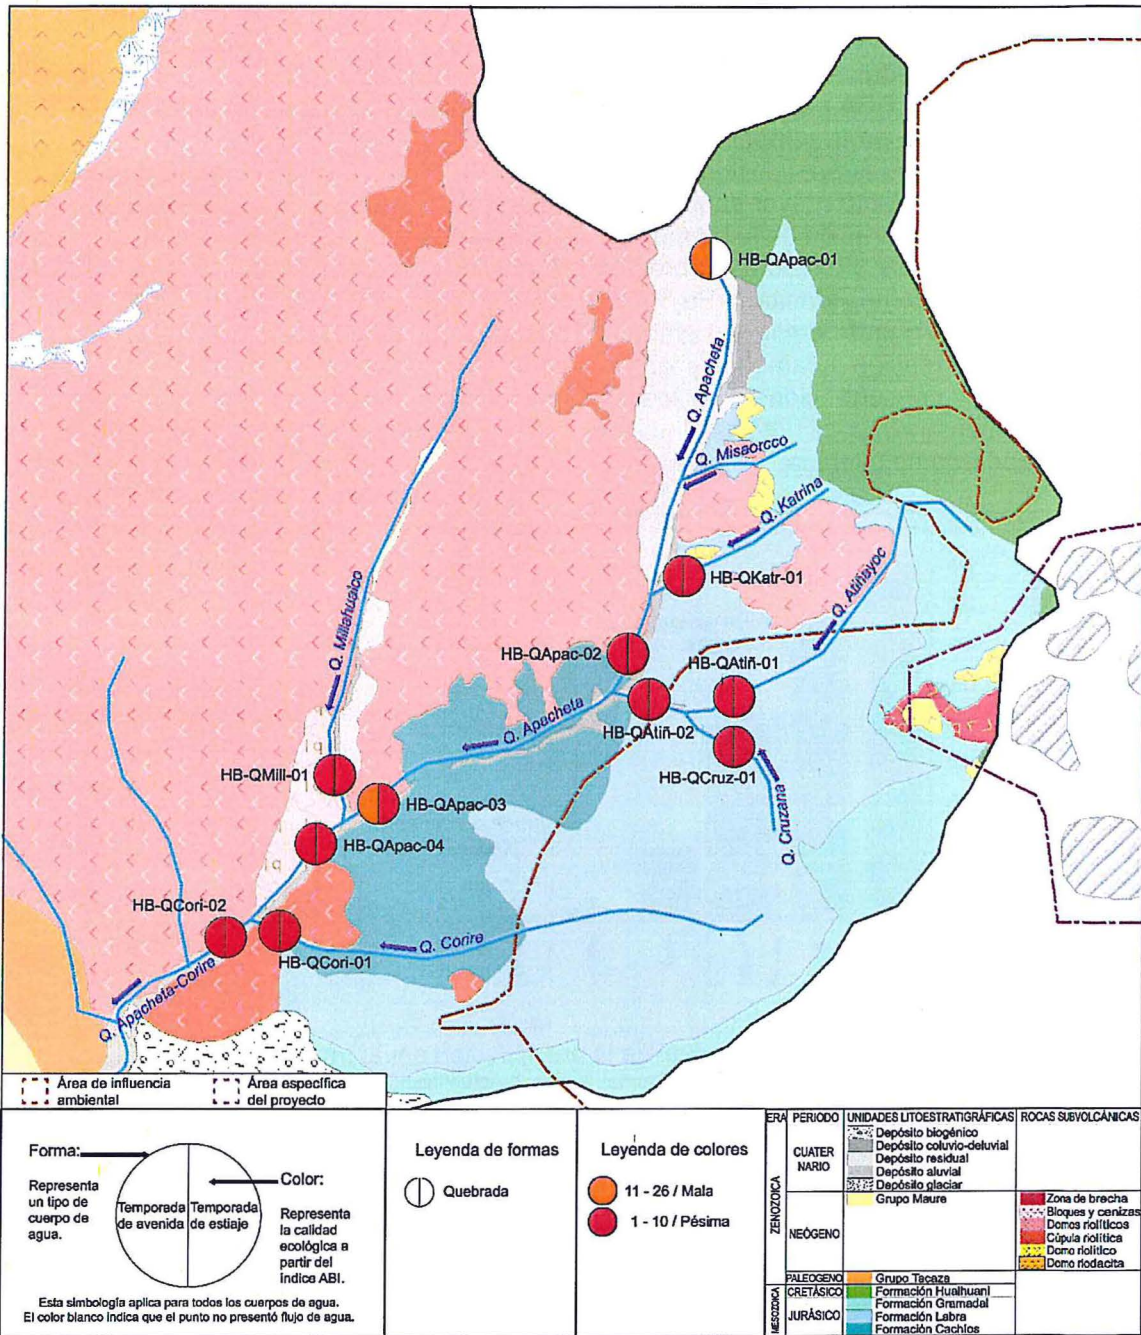 HB-QApac-01
Q. Apacheta.
Q. Misaorcco
Q. Katrina
HB-QKatr-01
Q. Atiñayoc
Q. Millahuaico
HB-QApac-02
HB-QAtiñ-01
Q. Apacheta
HB-QAtiñ-02
HB-QCruz-01
HB-QMill-01
HB-QApac-03
Q. Cruzana
HB-QApac-04
HB-QCori-02
Q. Corire
HB-QCori-01
Q. Apacheta-Corire
Área de influencia
ambiental
Área específica
del proyecto
Forma:
Representa
un tipo de
cuerpo de
agua.
Temporada
de avenida
Temporada
de estiaje
Color:
Representa
la calidad
ecológica a
partir del
índice ABI.
Esta simbología aplica para todos los cuerpos de agua.
El color blanco indica que el punto no presentó flujo de agua.
Leyenda de formas
Quebrada
Leyenda de colores
11 - 26 / Mala
1 - 10 / Pésima
ERA PERIODO UNIDADES LITOESTRATIGRÁFICAS ROCAS SUBVOLCÁNICAS
ZENOZOICA
CUATER
NARIO
Depósito biogénico
Depósito coluvio-deluvial
Depósito residual
Depósito aluvial
Depósito glaciar
NEÓGENO
Grupo Maure
Zona de brecha
Bloques y cenizas
Domos riolíticos
Cúpula riolítica
Domo riolítico
Domo riodacita
PALEOGENO Grupo Tacaza
MESOZOICA
CRETÁSICO Formación Hualhuani
JURÁSICO
Formación Gramadal
Formación Labra
Formación Cachíos